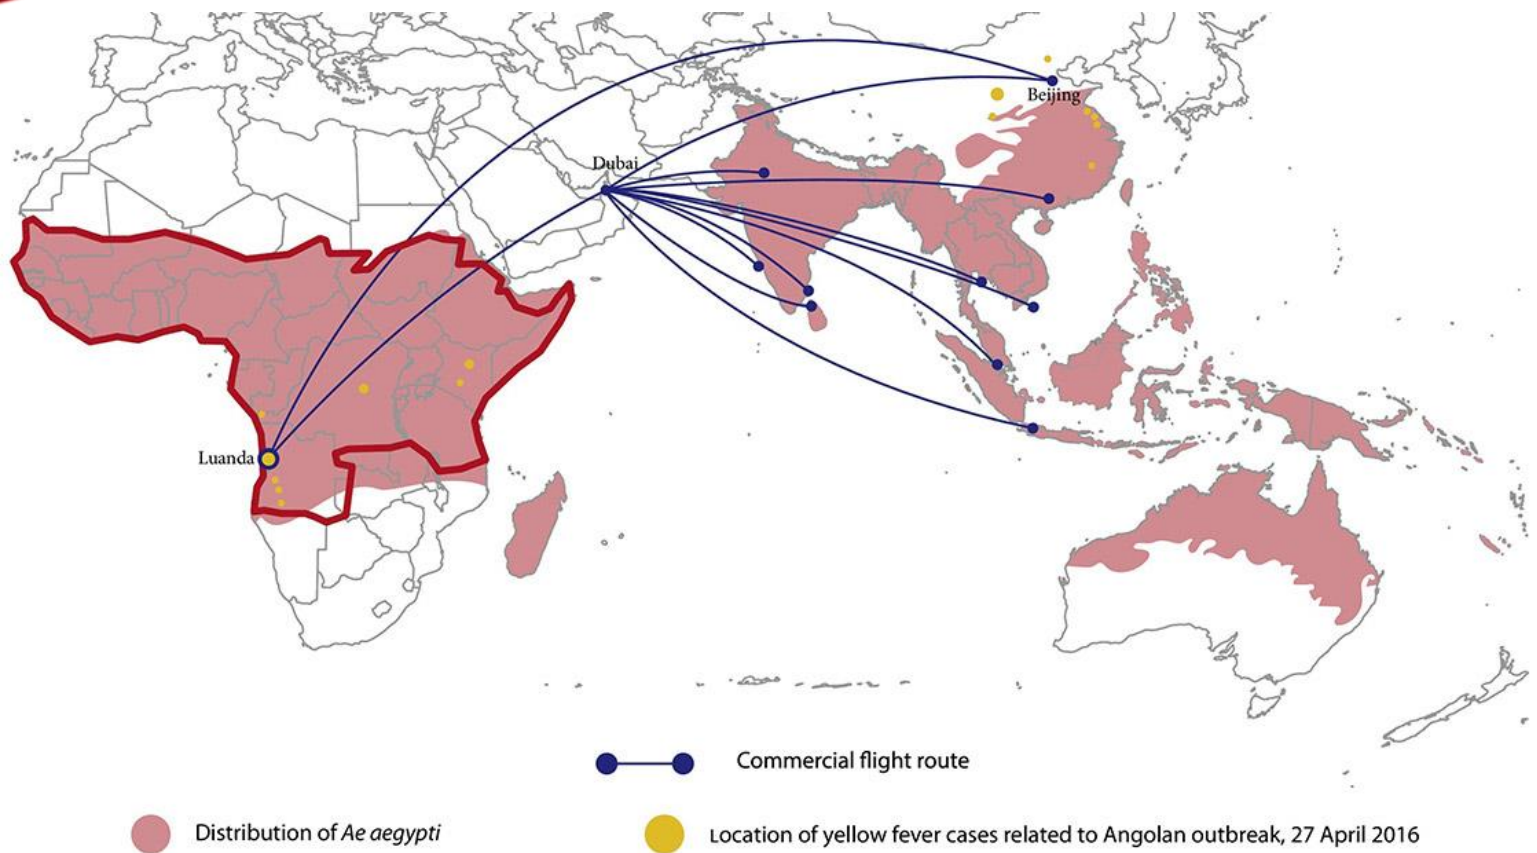 Beijing
Dubai
Luanda
Commercial flight route
Distribution of Ae aegypti
Location of yellow fever cases related to Angolan outbreak, 27 April 2016